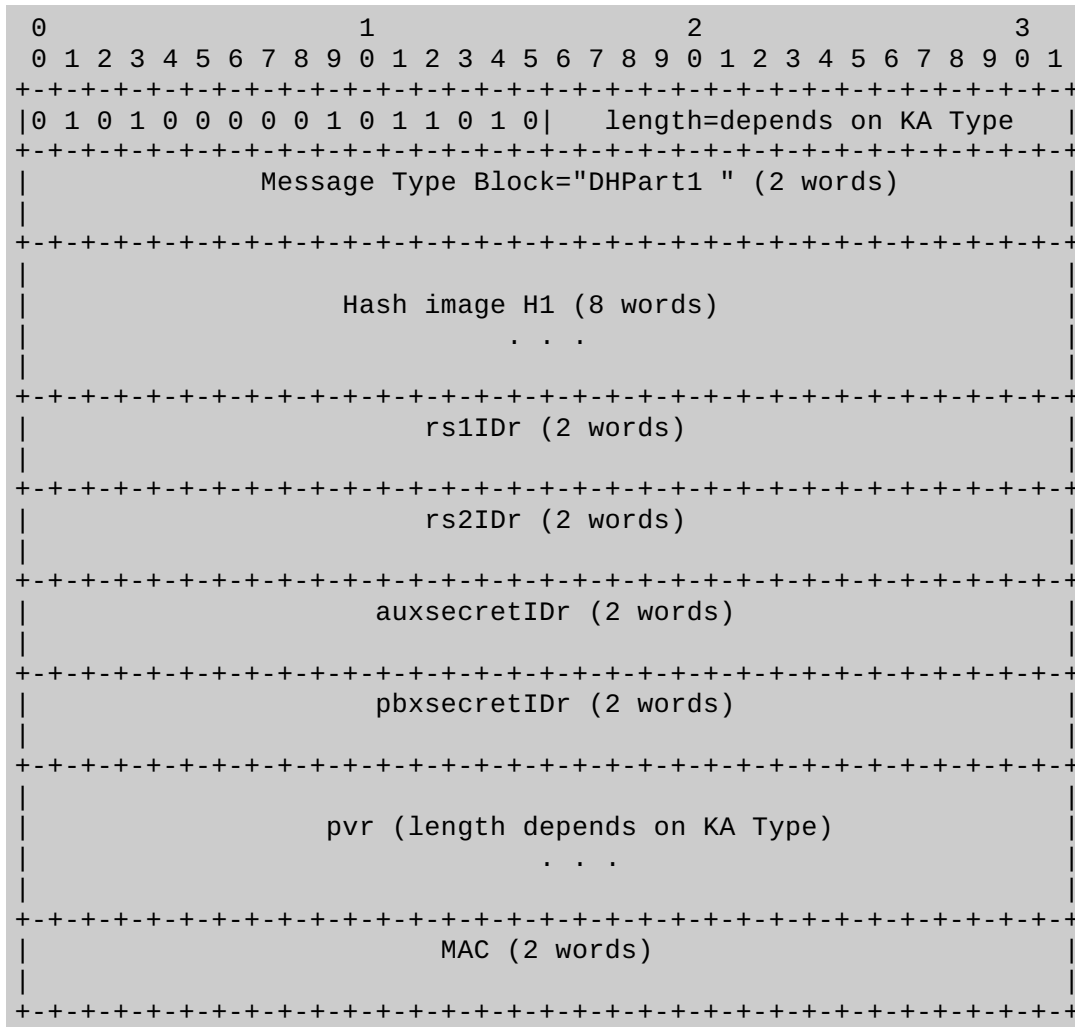 0                   1                   2                   3
 0 1 2 3 4 5 6 7 8 9 0 1 2 3 4 5 6 7 8 9 0 1 2 3 4 5 6 7 8 9 0 1
+-+-+-+-+-+-+-+-+-+-+-+-+-+-+-+-+-+-+-+-+-+-+-+-+-+-+-+-+-+-+-+-+
|0 1 0 1 0 0 0 0 0 1 0 1 1 0 1 0|   length=depends on KA Type   |
+-+-+-+-+-+-+-+-+-+-+-+-+-+-+-+-+-+-+-+-+-+-+-+-+-+-+-+-+-+-+-+-+
|              Message Type Block="DHPart1 " (2 words)          |
|                                                               |
+-+-+-+-+-+-+-+-+-+-+-+-+-+-+-+-+-+-+-+-+-+-+-+-+-+-+-+-+-+-+-+-+
|                                                               |
|                   Hash image H1 (8 words)                     |
|                             . . .                             |
|                                                               |
+-+-+-+-+-+-+-+-+-+-+-+-+-+-+-+-+-+-+-+-+-+-+-+-+-+-+-+-+-+-+-+-+
|                        rs1IDr (2 words)                       |
|                                                               |
+-+-+-+-+-+-+-+-+-+-+-+-+-+-+-+-+-+-+-+-+-+-+-+-+-+-+-+-+-+-+-+-+
|                        rs2IDr (2 words)                       |
|                                                               |
+-+-+-+-+-+-+-+-+-+-+-+-+-+-+-+-+-+-+-+-+-+-+-+-+-+-+-+-+-+-+-+-+
|                     auxsecretIDr (2 words)                    |
|                                                               |
+-+-+-+-+-+-+-+-+-+-+-+-+-+-+-+-+-+-+-+-+-+-+-+-+-+-+-+-+-+-+-+-+
|                     pbxsecretIDr (2 words)                    |
|                                                               |
+-+-+-+-+-+-+-+-+-+-+-+-+-+-+-+-+-+-+-+-+-+-+-+-+-+-+-+-+-+-+-+-+
|                                                               |
|                  pvr (length depends on KA Type)              |
|                               . . .                           |
|                                                               |
+-+-+-+-+-+-+-+-+-+-+-+-+-+-+-+-+-+-+-+-+-+-+-+-+-+-+-+-+-+-+-+-+
|                         MAC (2 words)                         |
|                                                               |
+-+-+-+-+-+-+-+-+-+-+-+-+-+-+-+-+-+-+-+-+-+-+-+-+-+-+-+-+-+-+-+-+